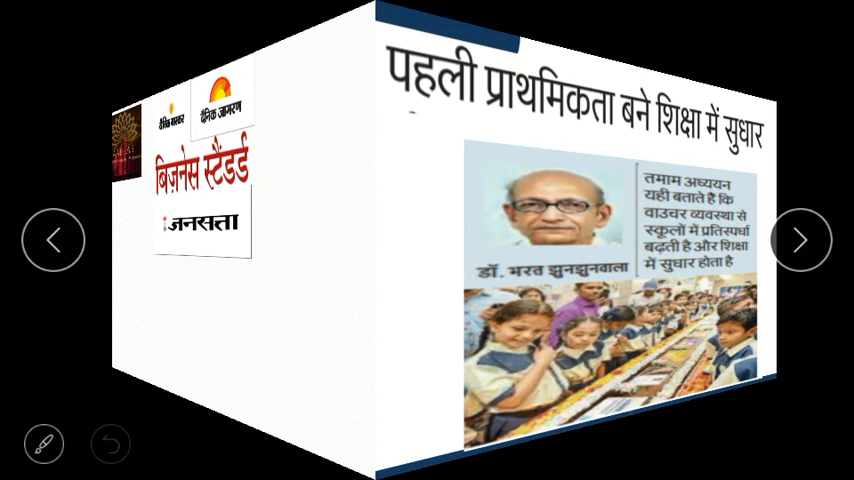 दैनिक भास्कर
दैनिक जागरण
बिज़नेस स्टैंडर्ड
जनसत्ता
पहली प्राथमिकता बने शिक्षा में सुधार
तमाम अध्ययन
यही बताते हैं कि
वाउचर व्यवस्था से
स्कूलों में प्रतिस्पर्धा
बढ़ती है और शिक्षा
में सुधार होता है
डॉ. भरत झुनझुनवाला